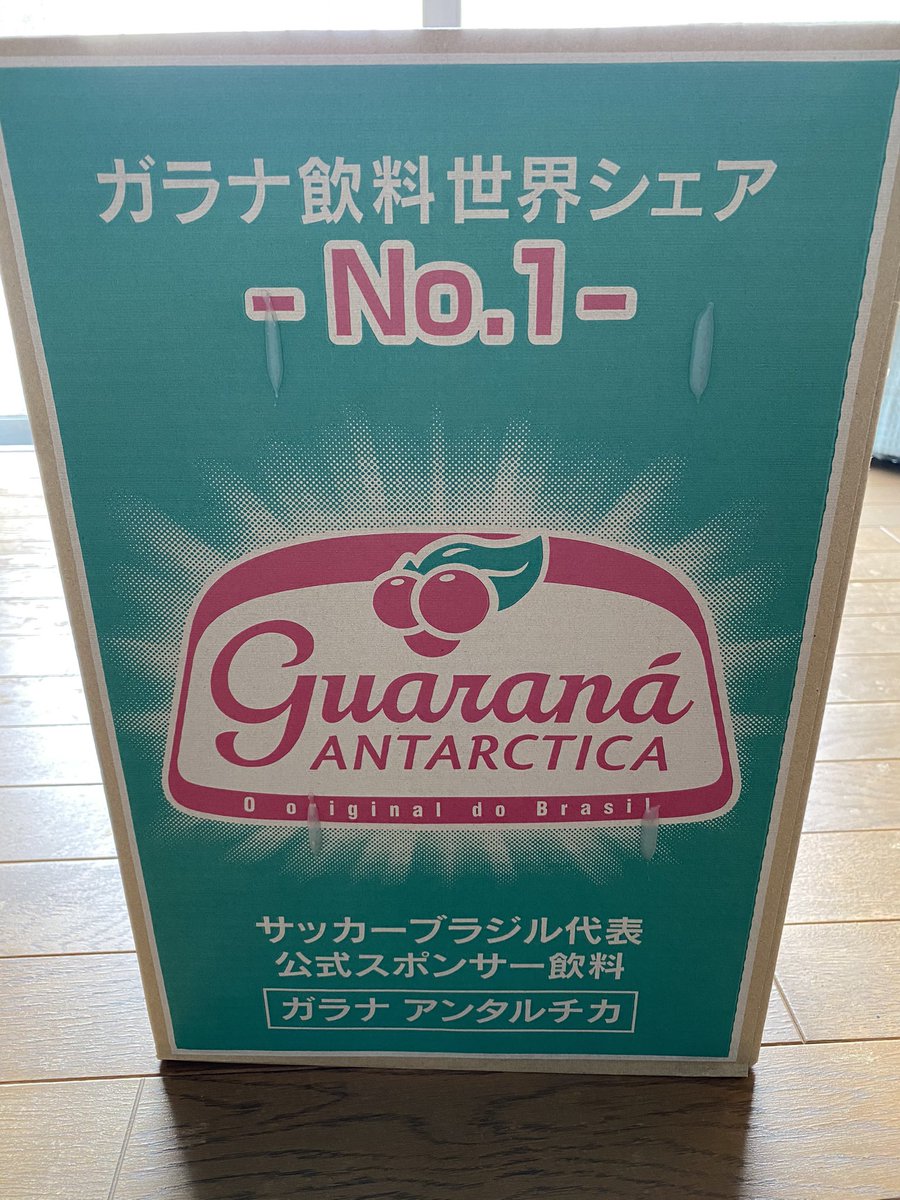 ガラナ飲料世界シェア
-No.1-
guaraná
ANTARCTICA
O original do Brasil
サッカーブラジル代表
公式スポンサー飲料
ガラナ アンタルチカ